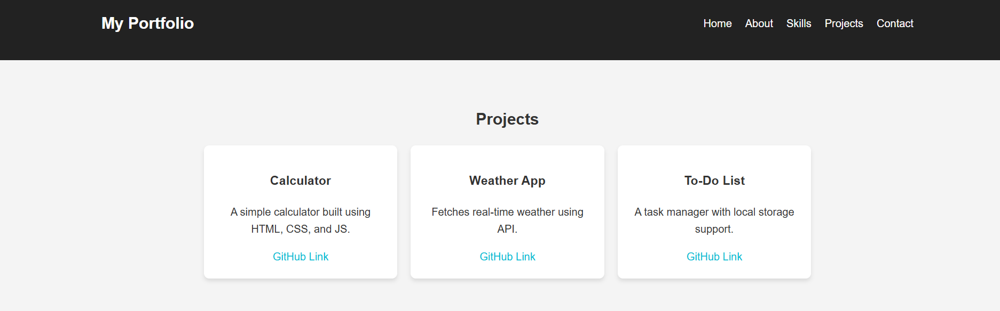 My Portfolio
Home About Skills Projects Contact
Projects
Calculator
A simple calculator built using
HTML, CSS, and JS.
GitHub Link
Weather App
Fetches real-time weather using
API.
GitHub Link
To-Do List
A task manager with local storage
support.
GitHub Link